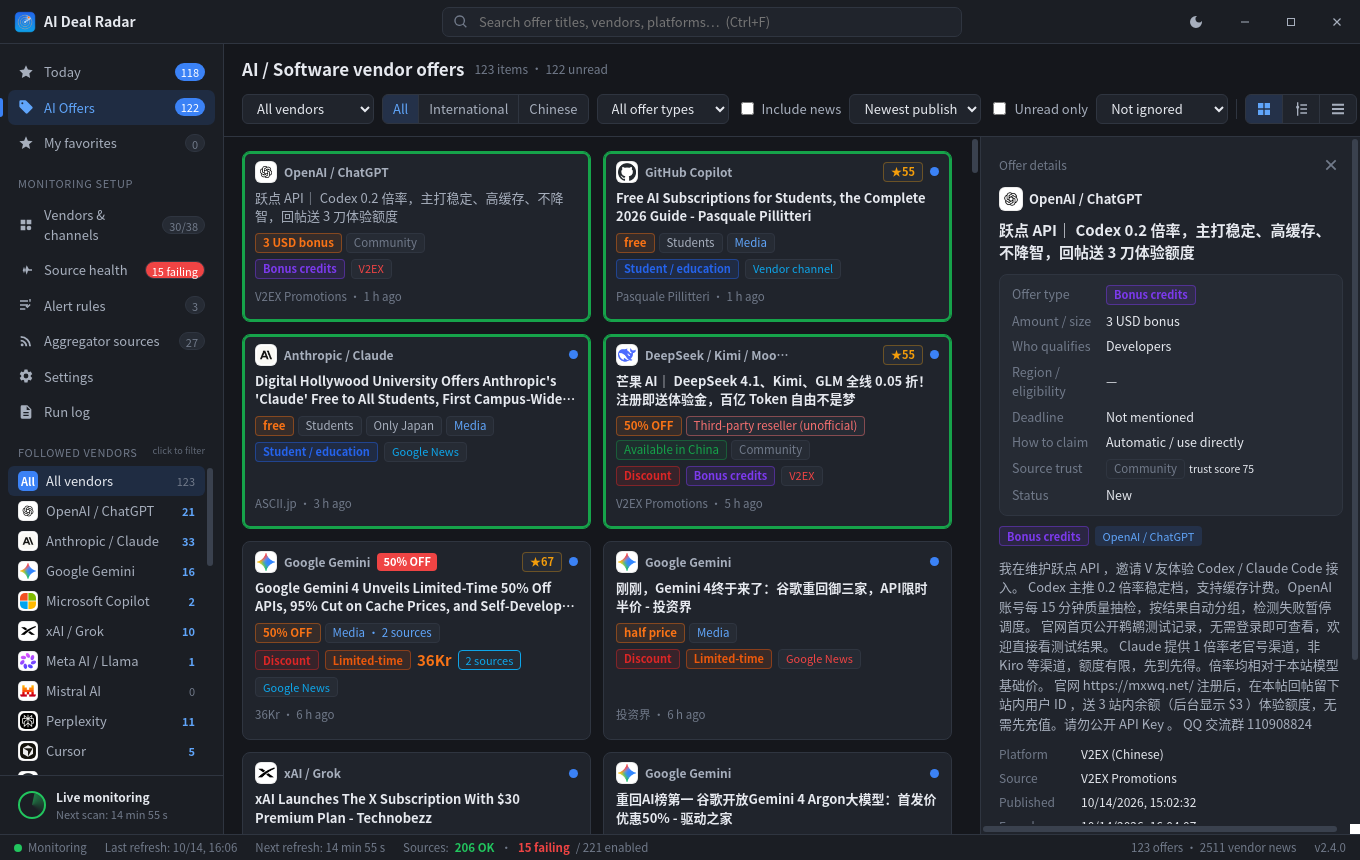 AI Deal Radar
Search offer titles, vendors, platforms… (Ctrl+F)
Today 118
AI Offers 122
My favorites 0
MONITORING SETUP
Vendors & channels 30/38
Source health 15 failing
Alert rules 3
Aggregator sources 27
Settings
Run log
FOLLOWED VENDORS click to filter
All All vendors 123
OpenAI / ChatGPT 21
Anthropic / Claude 33
Google Gemini 16
Microsoft Copilot 2
xAI / Grok 10
Meta AI / Llama 1
Mistral AI 0
Perplexity 11
Cursor 5
Live monitoring
Next scan: 14 min 55 s
AI / Software vendor offers 123 items · 122 unread
All vendors All International Chinese All offer types Include news Newest publish Unread only Not ignored
OpenAI / ChatGPT
跃点 API｜ Codex 0.2 倍率，主打稳定、高缓存、不降
智，回帖送 3 刀体验额度
3 USD bonus Community
Bonus credits V2EX
V2EX Promotions · 1 h ago
GitHub Copilot ★55
Free AI Subscriptions for Students, the Complete
2026 Guide - Pasquale Pillitteri
free Students Media
Student / education Vendor channel
Pasquale Pillitteri · 1 h ago
Anthropic / Claude
Digital Hollywood University Offers Anthropic's
'Claude' Free to All Students, First Campus-Wide…
free Students Only Japan Media
Student / education Google News
ASCII.jp · 3 h ago
DeepSeek / Kimi / Moo… ★55
芒果 AI｜ DeepSeek 4.1、Kimi、GLM 全线 0.05 折！
注册即送体验金，百亿 Token 自由不是梦
50% OFF Third-party reseller (unofficial)
Available in China Community
Discount Bonus credits V2EX
V2EX Promotions · 5 h ago
Google Gemini 50% OFF ★67
Google Gemini 4 Unveils Limited-Time 50% Off
APIs, 95% Cut on Cache Prices, and Self-Develop…
50% OFF Media · 2 sources
Discount Limited-time 36Kr 2 sources
Google News
36Kr · 6 h ago
Google Gemini
刚刚，Gemini 4终于来了：谷歌重回御三家，API限时
半价 - 投资界
half price Media
Discount Limited-time Google News
投资界 · 6 h ago
xAI / Grok
xAI Launches The X Subscription With $30
Premium Plan - Technobezz
Google Gemini
重回AI榜第一 谷歌开放Gemini 4 Argon大模型：首发价
优惠50% - 驱动之家
Offer details
OpenAI / ChatGPT
跃点 API｜ Codex 0.2 倍率，主打稳定、高缓存、
不降智，回帖送 3 刀体验额度
Offer type Bonus credits
Amount / size 3 USD bonus
Who qualifies Developers
Region / eligibility —
Deadline Not mentioned
How to claim Automatic / use directly
Source trust Community trust score 75
Status New
Bonus credits OpenAI / ChatGPT
我在维护跃点 API ，邀请 V 友体验 Codex / Claude Code 接
入。 Codex 主推 0.2 倍率稳定档，支持缓存计费。OpenAI
账号每 15 分钟质量抽检，按结果自动分组，检测失败暂停
调度。 官网首页公开鹈鹕测试记录，无需登录即可查看，欢
迎直接看测试结果。 Claude 提供 1 倍率老官号渠道，非
Kiro 等渠道，额度有限，先到先得。倍率均相对于本站模型
基础价。 官网 https://mxwq.net/ 注册后，在本帖回帖留下
站内用户 ID ，送 3 站内余额（后台显示 $3 ）体验额度，无
需先充值。请勿公开 API Key 。 QQ 交流群 110908824
Platform V2EX (Chinese)
Source V2EX Promotions
Published 10/14/2026, 15:02:32
Monitoring Last refresh: 10/14, 16:06 Next refresh: 14 min 55 s Sources: 206 OK · 15 failing / 221 enabled 123 offers · 2511 vendor news v2.4.0